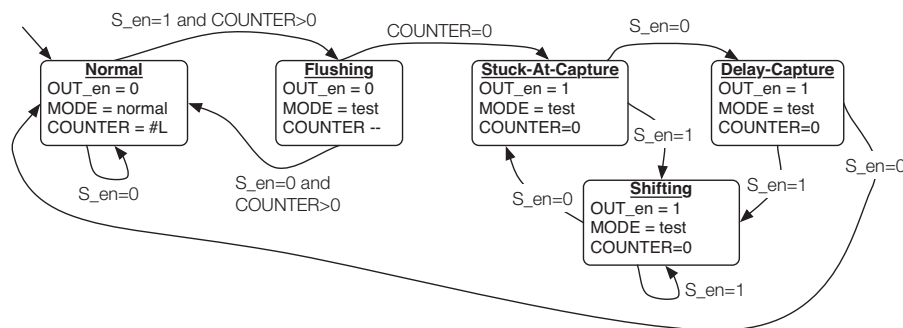 S_en=1 and COUNTER>0
COUNTER=0
S_en=0
Normal
OUT_en = 0
MODE = normal
COUNTER = #L
Flushing
OUT_en = 0
MODE = test
COUNTER --
Stuck-At-Capture
OUT_en = 1
MODE = test
COUNTER=0
Delay-Capture
OUT_en = 1
MODE = test
COUNTER=0
S_en=0
S_en=0 and
COUNTER>0
S_en=1
S_en=0
S_en=1
S_en=0
Shifting
OUT_en = 1
MODE = test
COUNTER=0
S_en=1